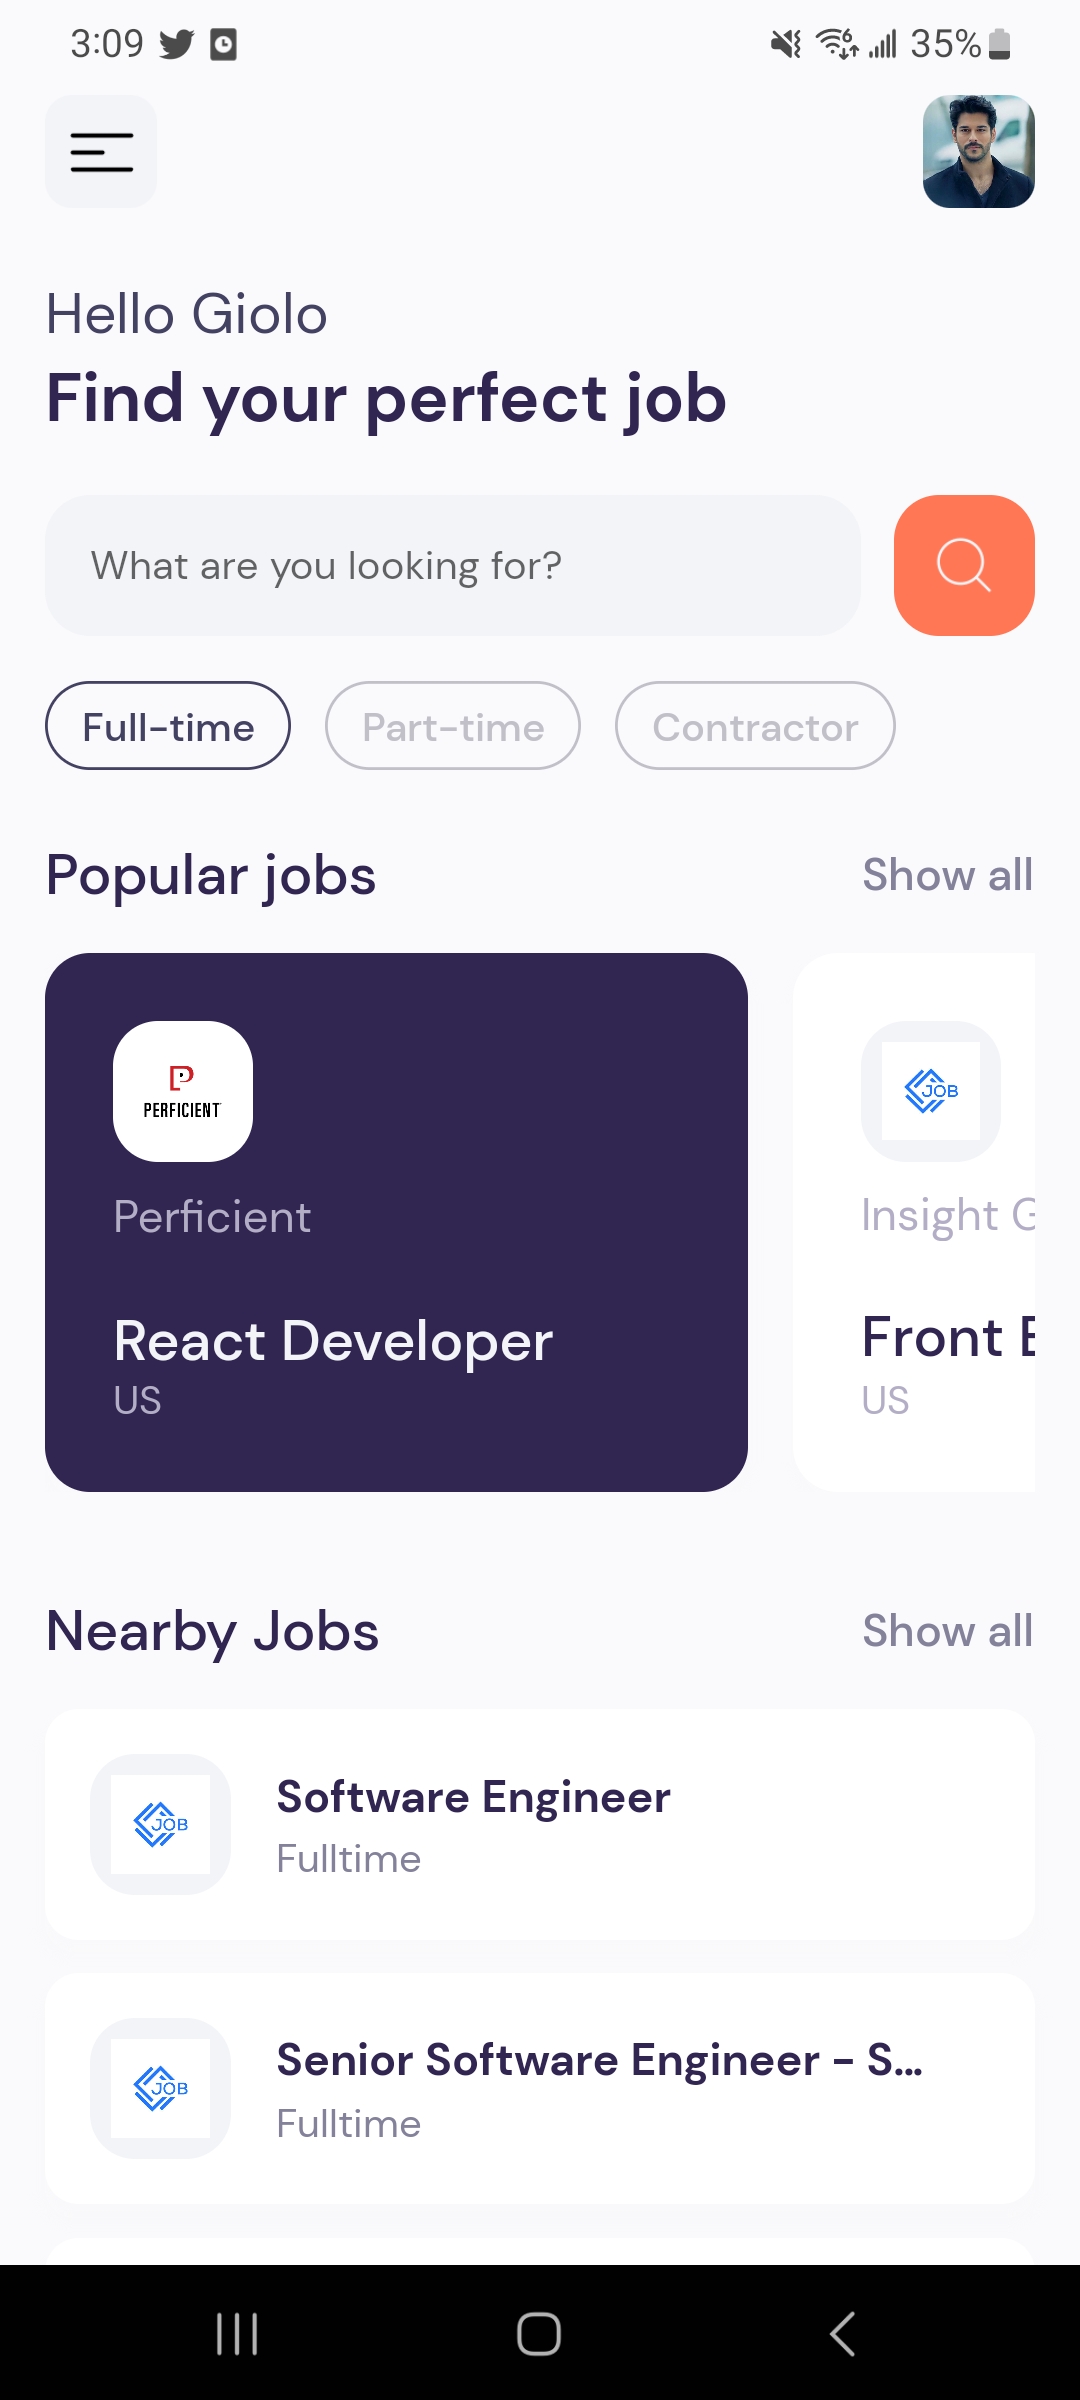 3:09
35%
Hello Giolo
Find your perfect job
What are you looking for?
Full-time Part-time Contractor
Popular jobs Show all
PERFICIENT
Perficient
React Developer
US
JOB
Insight G
Front E
US
Nearby Jobs Show all
JOB
Software Engineer
Fulltime
JOB
Senior Software Engineer - S...
Fulltime